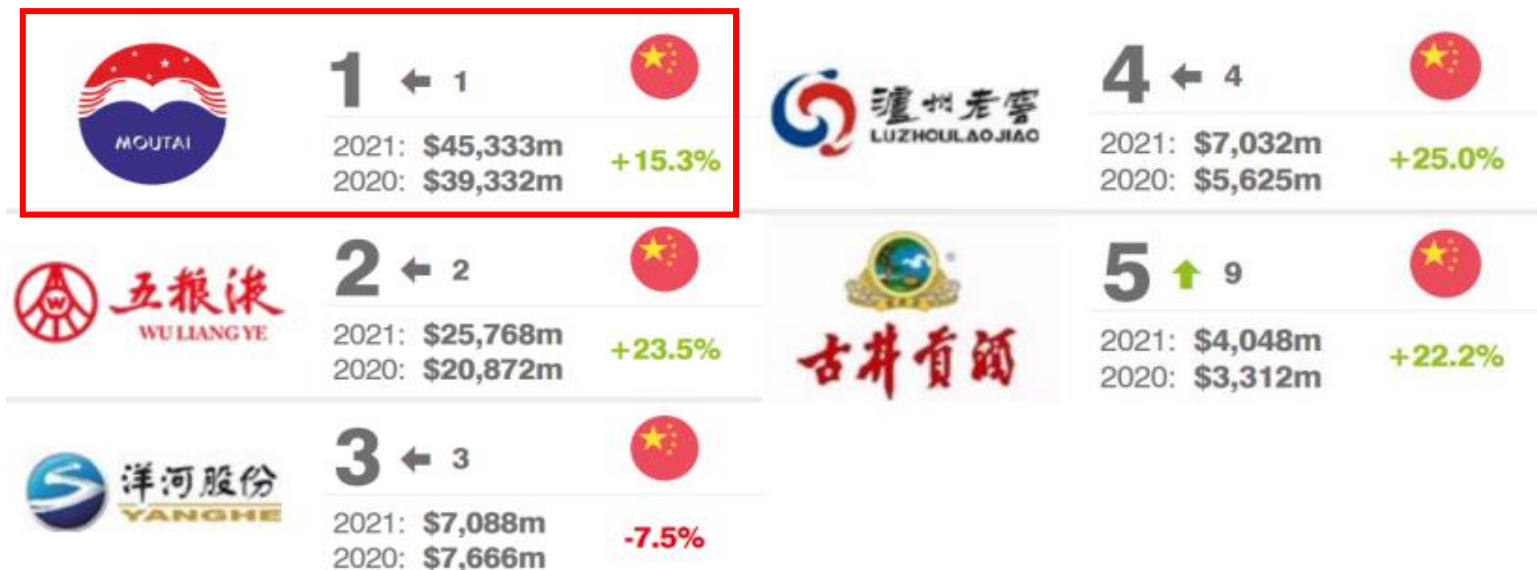 MOUTAI
1 ← 1
2021: $45,333m
2020: $39,332m
+15.3%
五粮液
WU LIANG YE
2 ← 2
2021: $25,768m
2020: $20,872m
+23.5%
洋河股份
YANGHE
3 ← 3
2021: $7,088m
2020: $7,666m
-7.5%
瀘州老窖
LUZHOULAOJIAO
4 ← 4
2021: $7,032m
2020: $5,625m
+25.0%
古井貢酒
5 ↑ 9
2021: $4,048m
2020: $3,312m
+22.2%